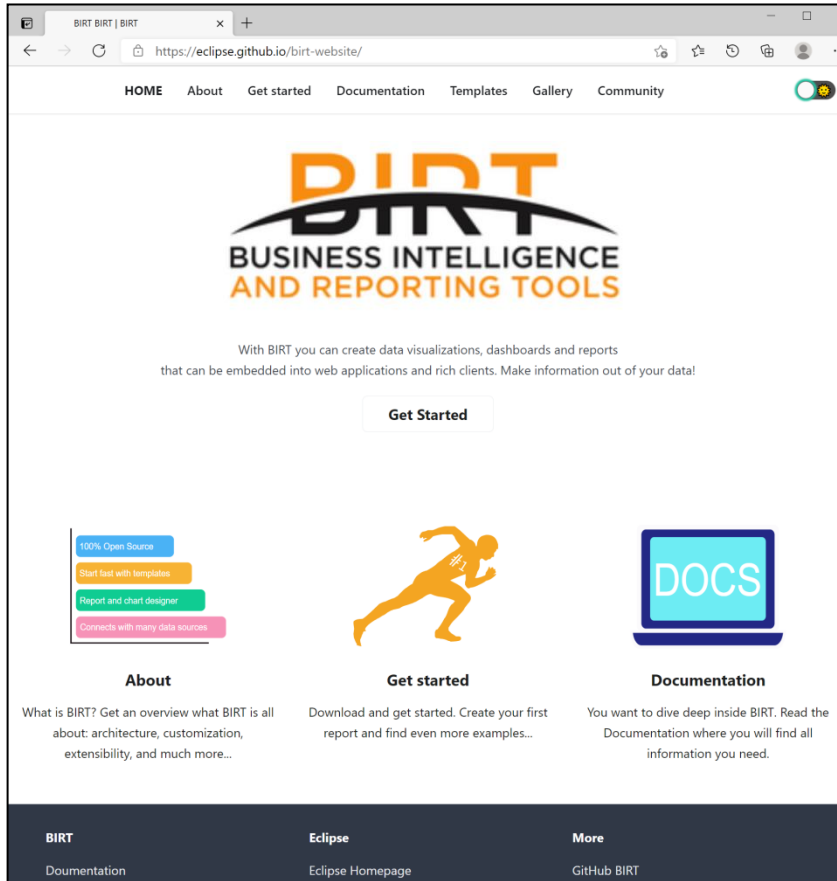 BIRT BIRT | BIRT
https://eclipse.github.io/birt-website/
HOME About Get started Documentation Templates Gallery Community
BIRT
BUSINESS INTELLIGENCE
AND REPORTING TOOLS
With BIRT you can create data visualizations, dashboards and reports
that can be embedded into web applications and rich clients. Make information out of your data!
Get Started
100% Open Source
Start fast with templates
Report and chart designer
Connects with many data sources
#1
DOCS
About
What is BIRT? Get an overview what BIRT is all
about: architecture, customization,
extensibility, and much more...
Get started
Download and get started. Create your first
report and find even more examples...
Documentation
You want to dive deep inside BIRT. Read the
Documentation where you will find all
information you need.
BIRT
Doumentation
Eclipse
Eclipse Homepage
More
GitHub BIRT